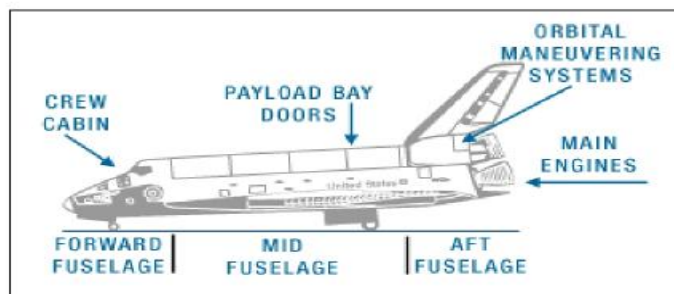 ORBITAL
MANEUVERING
SYSTEMS
PAYLOAD BAY
DOORS
CREW
CABIN
MAIN
ENGINES
United States
FORWARD
FUSELAGE
MID
FUSELAGE
AFT
FUSELAGE